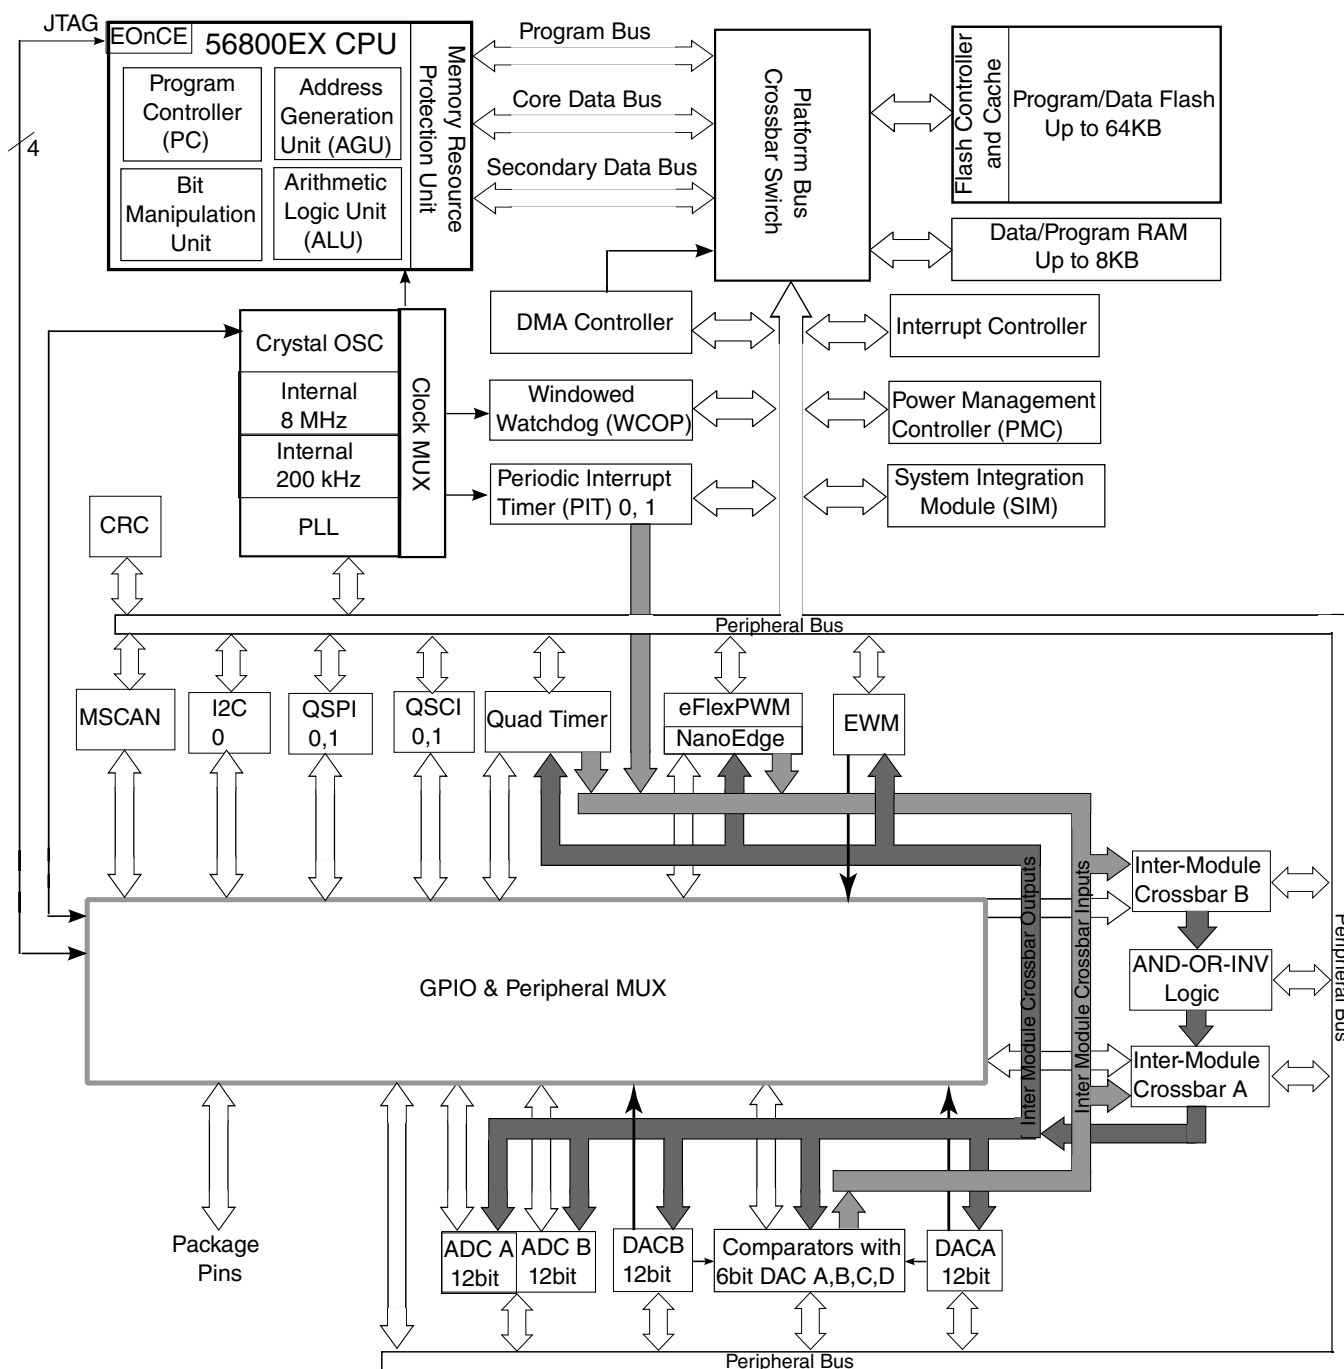 JTAG
EOnCE
56800EX CPU
Program
Controller
(PC)
Address
Generation
Unit (AGU)
Bit
Manipulation
Unit
Arithmetic
Logic Unit
(ALU)
Memory Resource
Protection Unit
4
Program Bus
Core Data Bus
Secondary Data Bus
Platform Bus
Crossbar Swirch
Flash Controller
and Cache
Program/Data Flash
Up to 64KB
Data/Program RAM
Up to 8KB
Crystal OSC
Internal
8 MHz
Internal
200 kHz
PLL
Clock MUX
DMA Controller
Windowed
Watchdog (WCOP)
Periodic Interrupt
Timer (PIT) 0, 1
Interrupt Controller
Power Management
Controller (PMC)
System Integration
Module (SIM)
CRC
Peripheral Bus
MSCAN
I2C
0
QSPI
0,1
QSCI
0,1
Quad Timer
eFlexPWM
NanoEdge
EWM
Inter Module Crossbar Outputs
Inter Module Crossbar Inputs
Inter-Module
Crossbar B
AND-OR-INV
Logic
Inter-Module
Crossbar A
Peripheral Bus
GPIO & Peripheral MUX
Package
Pins
ADC A
12bit
ADC B
12bit
DACB
12bit
Comparators with
6bit DAC A,B,C,D
DACA
12bit
Peripheral Bus